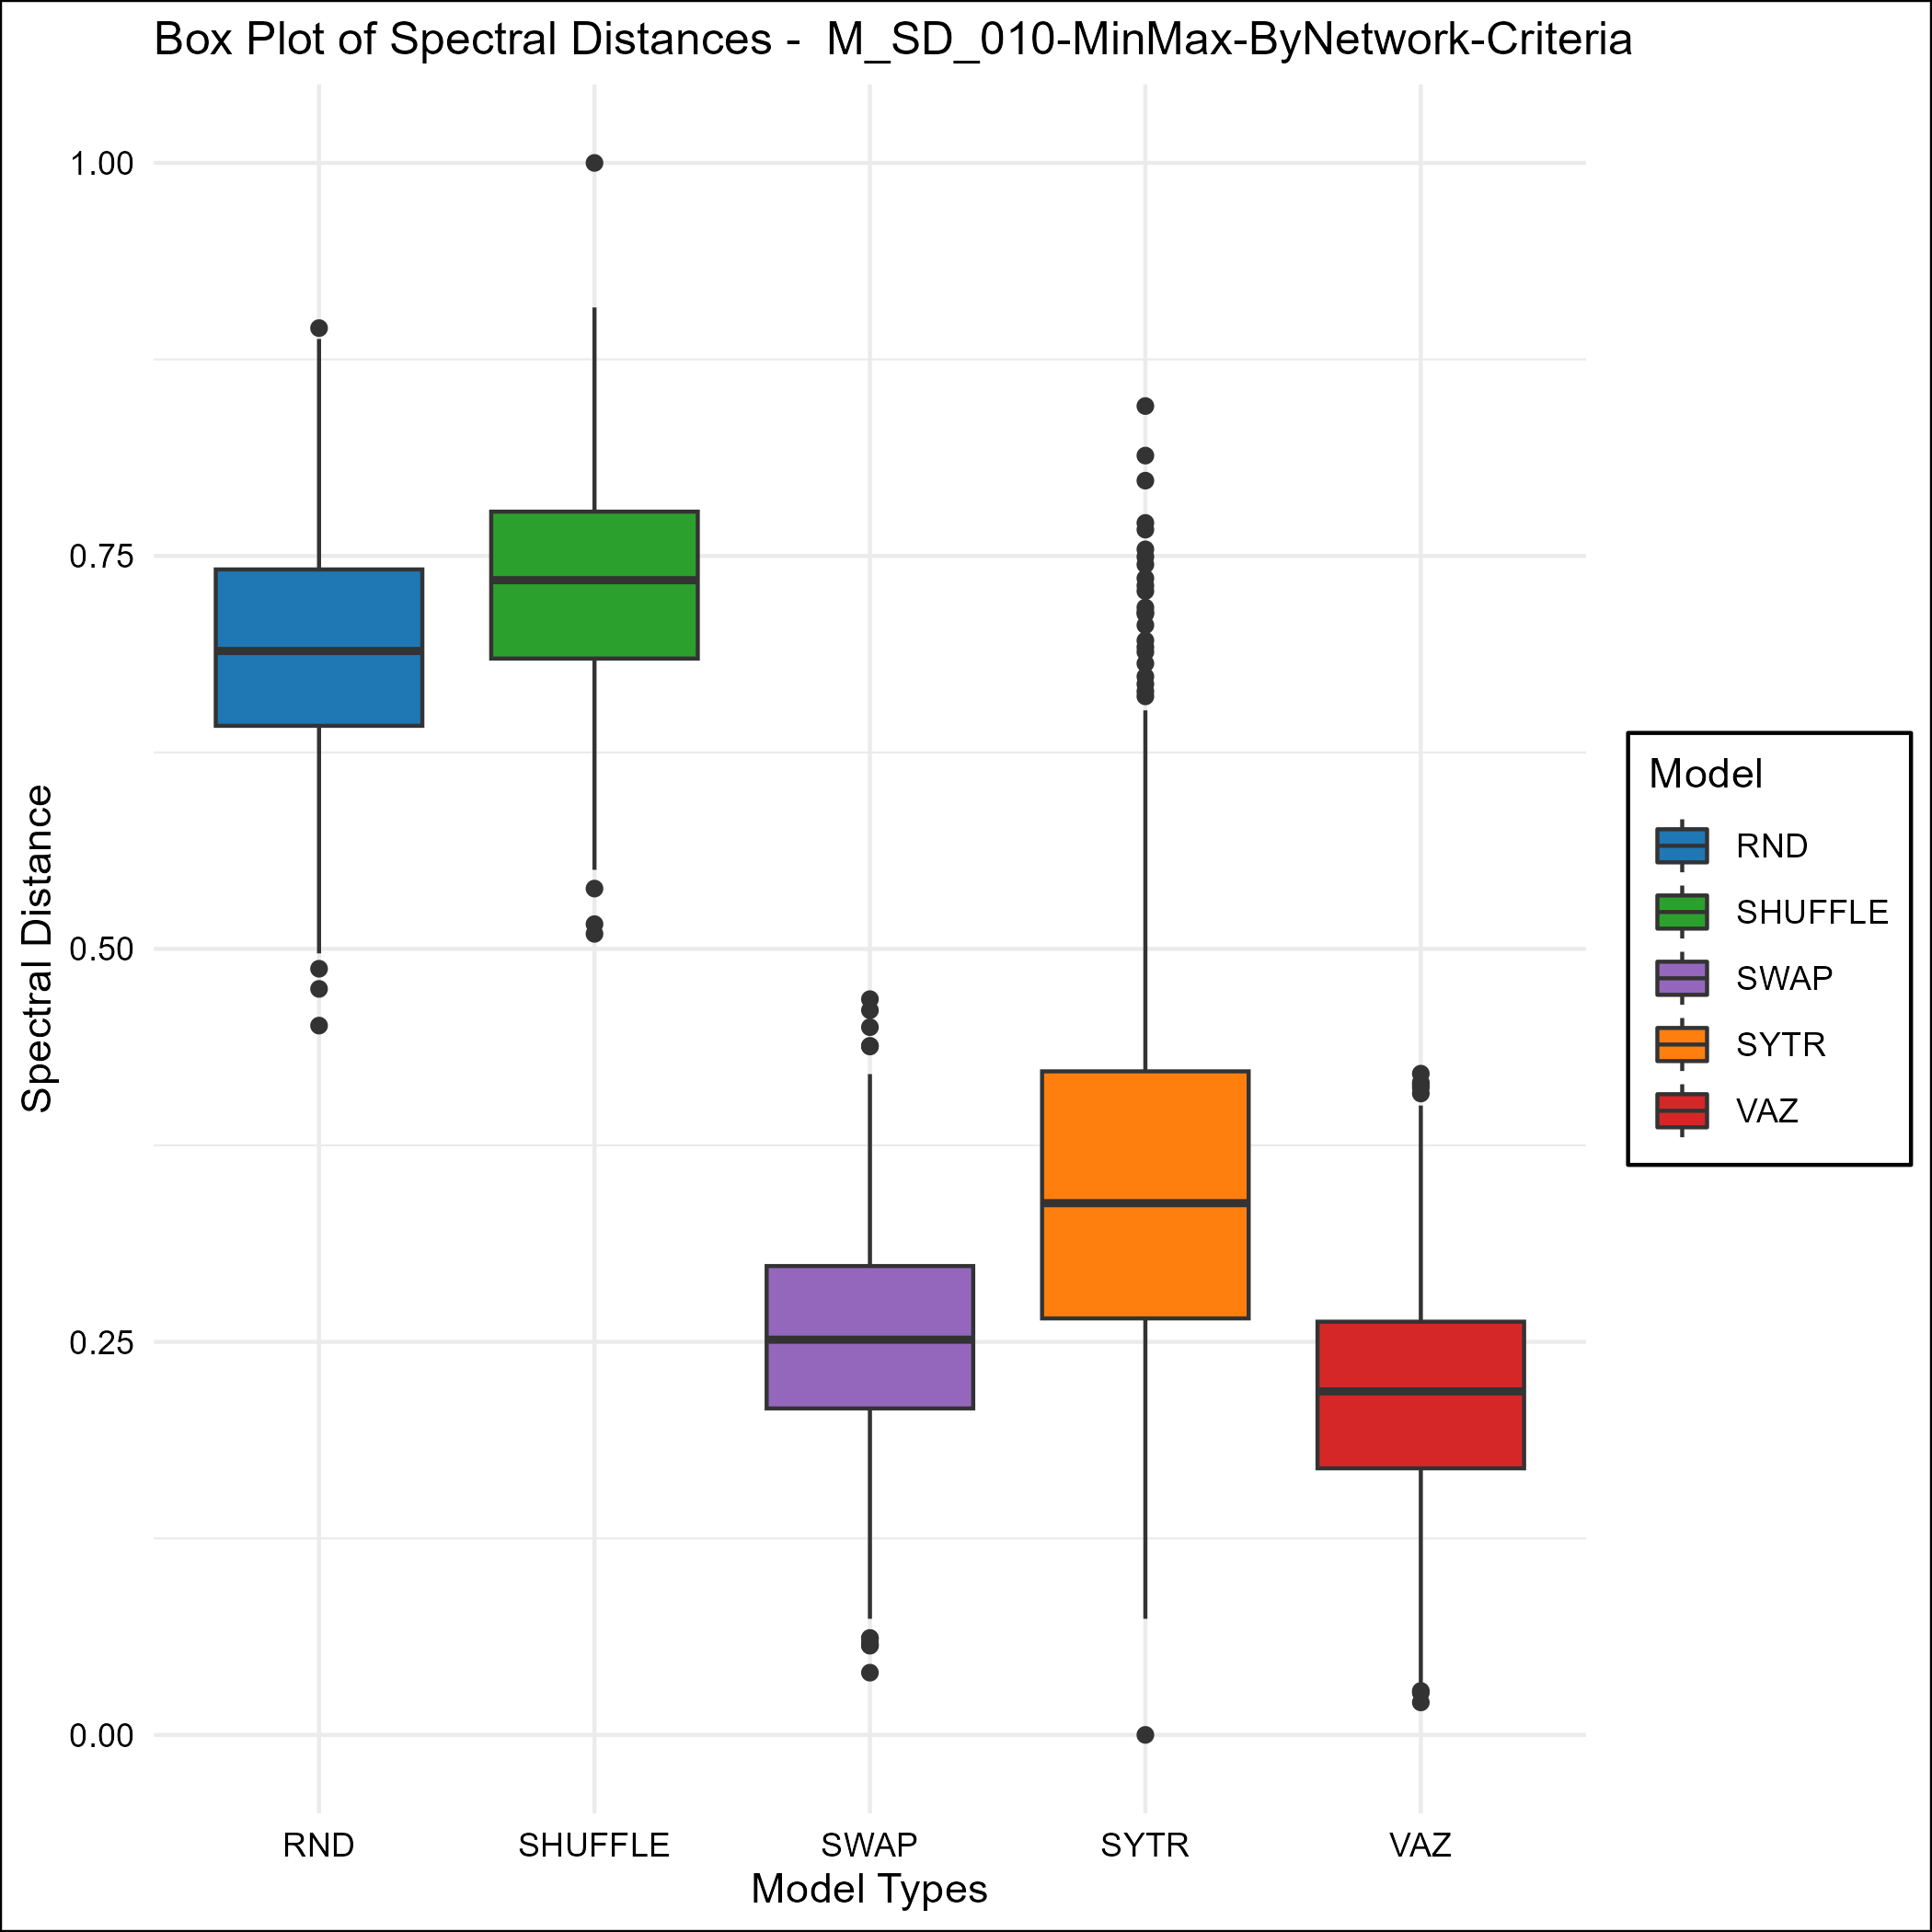 Box Plot of Spectral Distances -  M_SD_010-MinMax-ByNetwork-Criteria
1.00
0.75
0.50
0.25
0.00
Spectral Distance
RND
SHUFFLE
SWAP
SYTR
VAZ
Model Types
Model
RND
SHUFFLE
SWAP
SYTR
VAZ